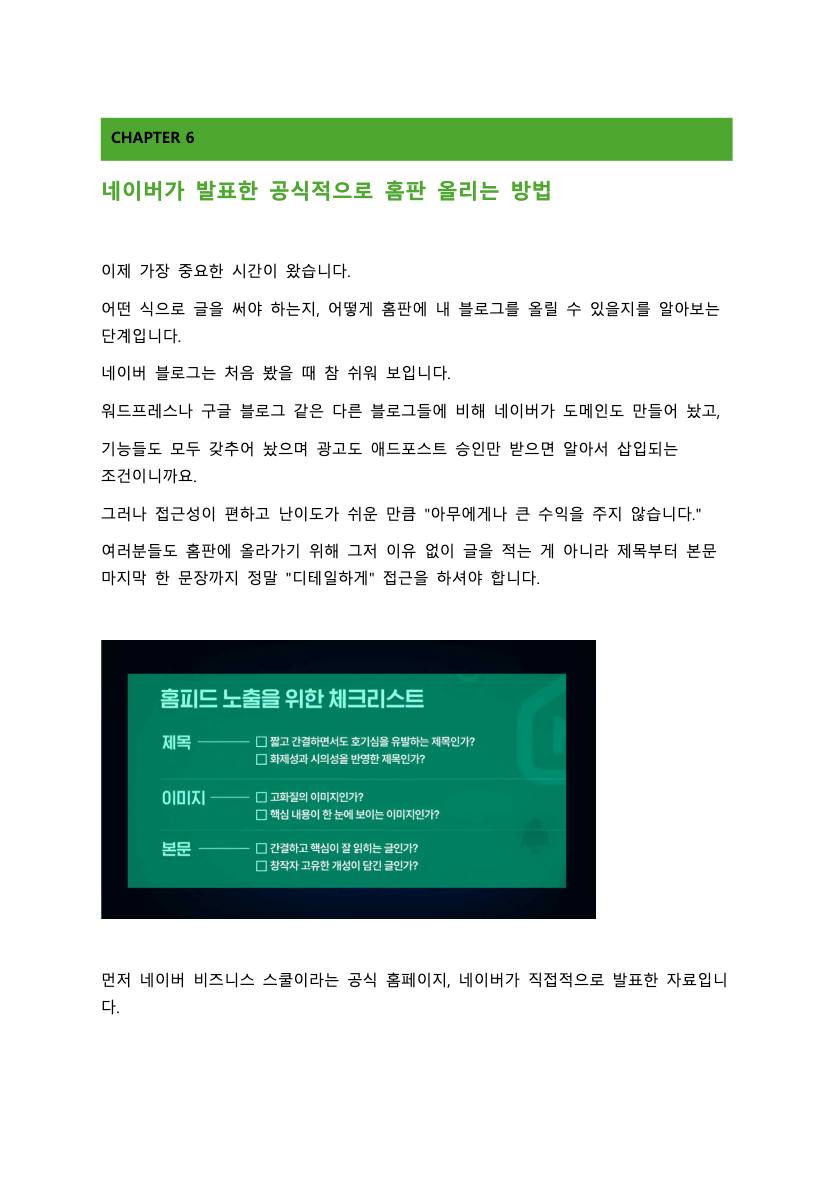 CHAPTER 6
네이버가 발표한 공식적으로 홈판 올리는 방법
이제 가장 중요한 시간이 왔습니다.
어떤 식으로 글을 써야 하는지, 어떻게 홈판에 내 블로그를 올릴 수 있을지를 알아보는
단계입니다.
네이버 블로그는 처음 봤을 때 참 쉬워 보입니다.
워드프레스나 구글 블로그 같은 다른 블로그들에 비해 네이버가 도메인도 만들어 놨고,
기능들도 모두 갖추어 놨으며 광고도 애드포스트 승인만 받으면 알아서 삽입되는
조건이니까요.
그러나 접근성이 편하고 난이도가 쉬운 만큼 "아무에게나 큰 수익을 주지 않습니다."
여러분들도 홈판에 올라가기 위해 그저 이유 없이 글을 적는 게 아니라 제목부터 본문
마지막 한 문장까지 정말 "디테일하게" 접근을 하셔야 합니다.
홈피드 노출을 위한 체크리스트
제목 □ 짧고 간결하면서도 호기심을 유발하는 제목인가?
□ 화제성과 시의성을 반영한 제목인가?
이미지 □ 고화질의 이미지인가?
□ 핵심 내용이 한 눈에 보이는 이미지인가?
본문 □ 간결하고 핵심이 잘 읽히는 글인가?
□ 창작자 고유한 개성이 담긴 글인가?
먼저 네이버 비즈니스 스쿨이라는 공식 홈페이지, 네이버가 직접적으로 발표한 자료입니
다.